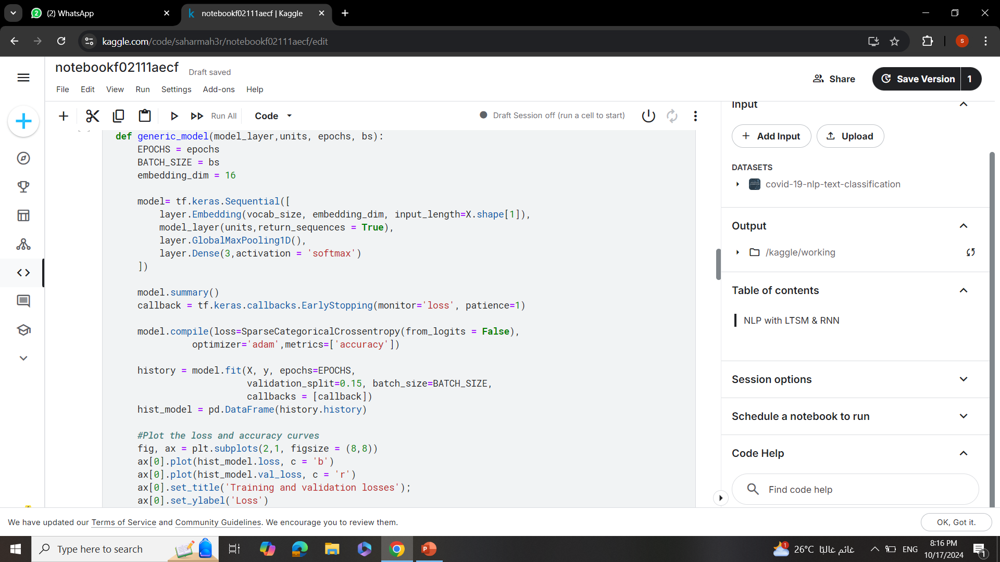 (2) WhatsApp
notebookf02111aecf | Kaggle
kaggle.com/code/saharmah3r/notebookf02111aecf/edit
S
notebookf02111aecf
Draft saved
File Edit View Run Settings Add-ons Help
Share
Save Version 1
Run All
Code
Draft Session off (run a cell to start)
def generic_model(model_layer,units, epochs, bs):
    EPOCHS = epochs
    BATCH_SIZE = bs
    embedding_dim = 16
    model= tf.keras.Sequential([
        layer.Embedding(vocab_size, embedding_dim, input_length=X.shape[1]),
        model_layer(units,return_sequences = True),
        layer.GlobalMaxPooling1D(),
        layer.Dense(3,activation = 'softmax')
    ])
    model.summary()
    callback = tf.keras.callbacks.EarlyStopping(monitor='loss', patience=1)
    model.compile(loss=SparseCategoricalCrossentropy(from_logits = False),
              optimizer='adam',metrics=['accuracy'])
    history = model.fit(X, y, epochs=EPOCHS,
                        validation_split=0.15, batch_size=BATCH_SIZE,
                        callbacks = [callback])
    hist_model = pd.DataFrame(history.history)
    #Plot the loss and accuracy curves
    fig, ax = plt.subplots(2,1, figsize = (8,8))
    ax[0].plot(hist_model.loss, c = 'b')
    ax[0].plot(hist_model.val_loss, c = 'r')
    ax[0].set_title('Training and validation losses');
    ax[0].set_ylabel('Loss')
Input
Add Input
Upload
DATASETS
covid-19-nlp-text-classification
Output
/kaggle/working
Table of contents
NLP with LTSM & RNN
Session options
Schedule a notebook to run
Code Help
Find code help
We have updated our Terms of Service and Community Guidelines. We encourage you to review them.
OK, Got it.
Type here to search
1
26°C غائم غالبًا
ENG
8:16 PM
10/17/2024
1